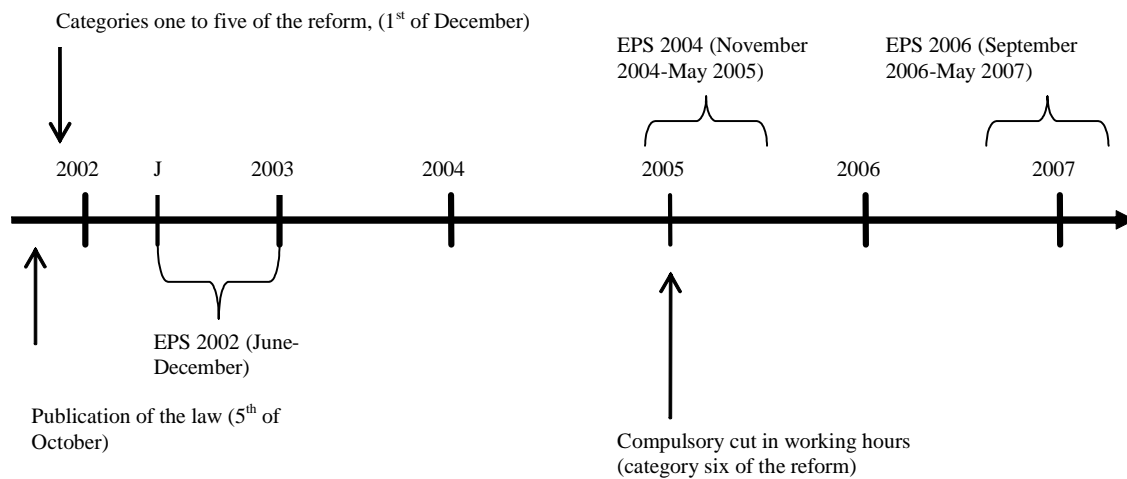 Categories one to five of the reform, (1st of December)
EPS 2004 (November
2004-May 2005)
EPS 2006 (September
2006-May 2007)
2002 J 2003 2004 2005 2006 2007
EPS 2002 (June-
December)
Publication of the law (5th of
October)
Compulsory cut in working hours
(category six of the reform)